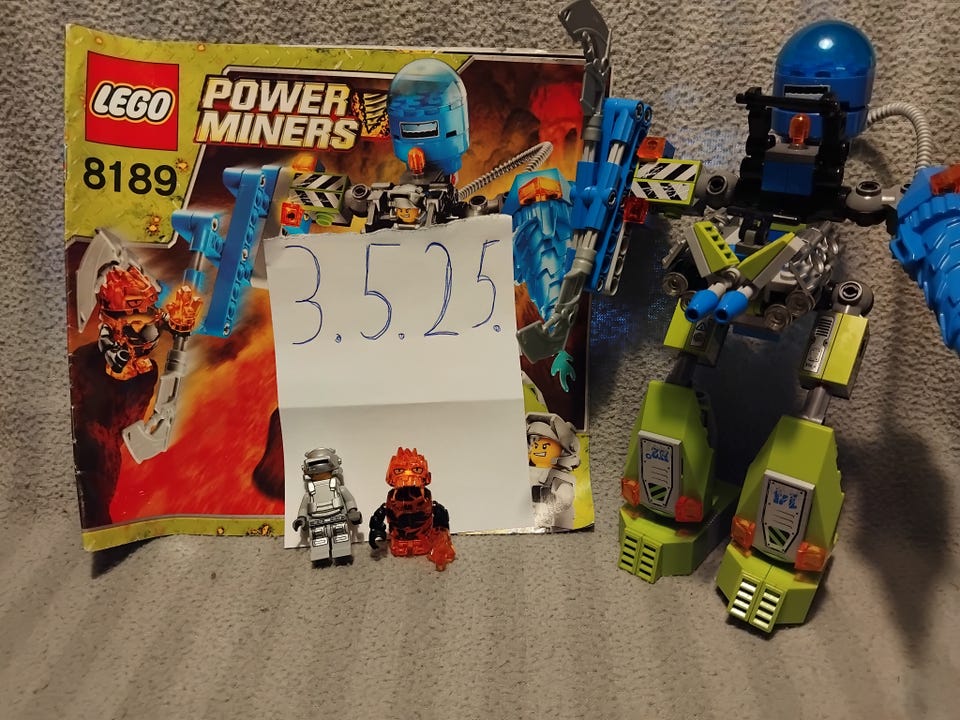 LEGO
POWER
MINERS
8189
3.5.25.